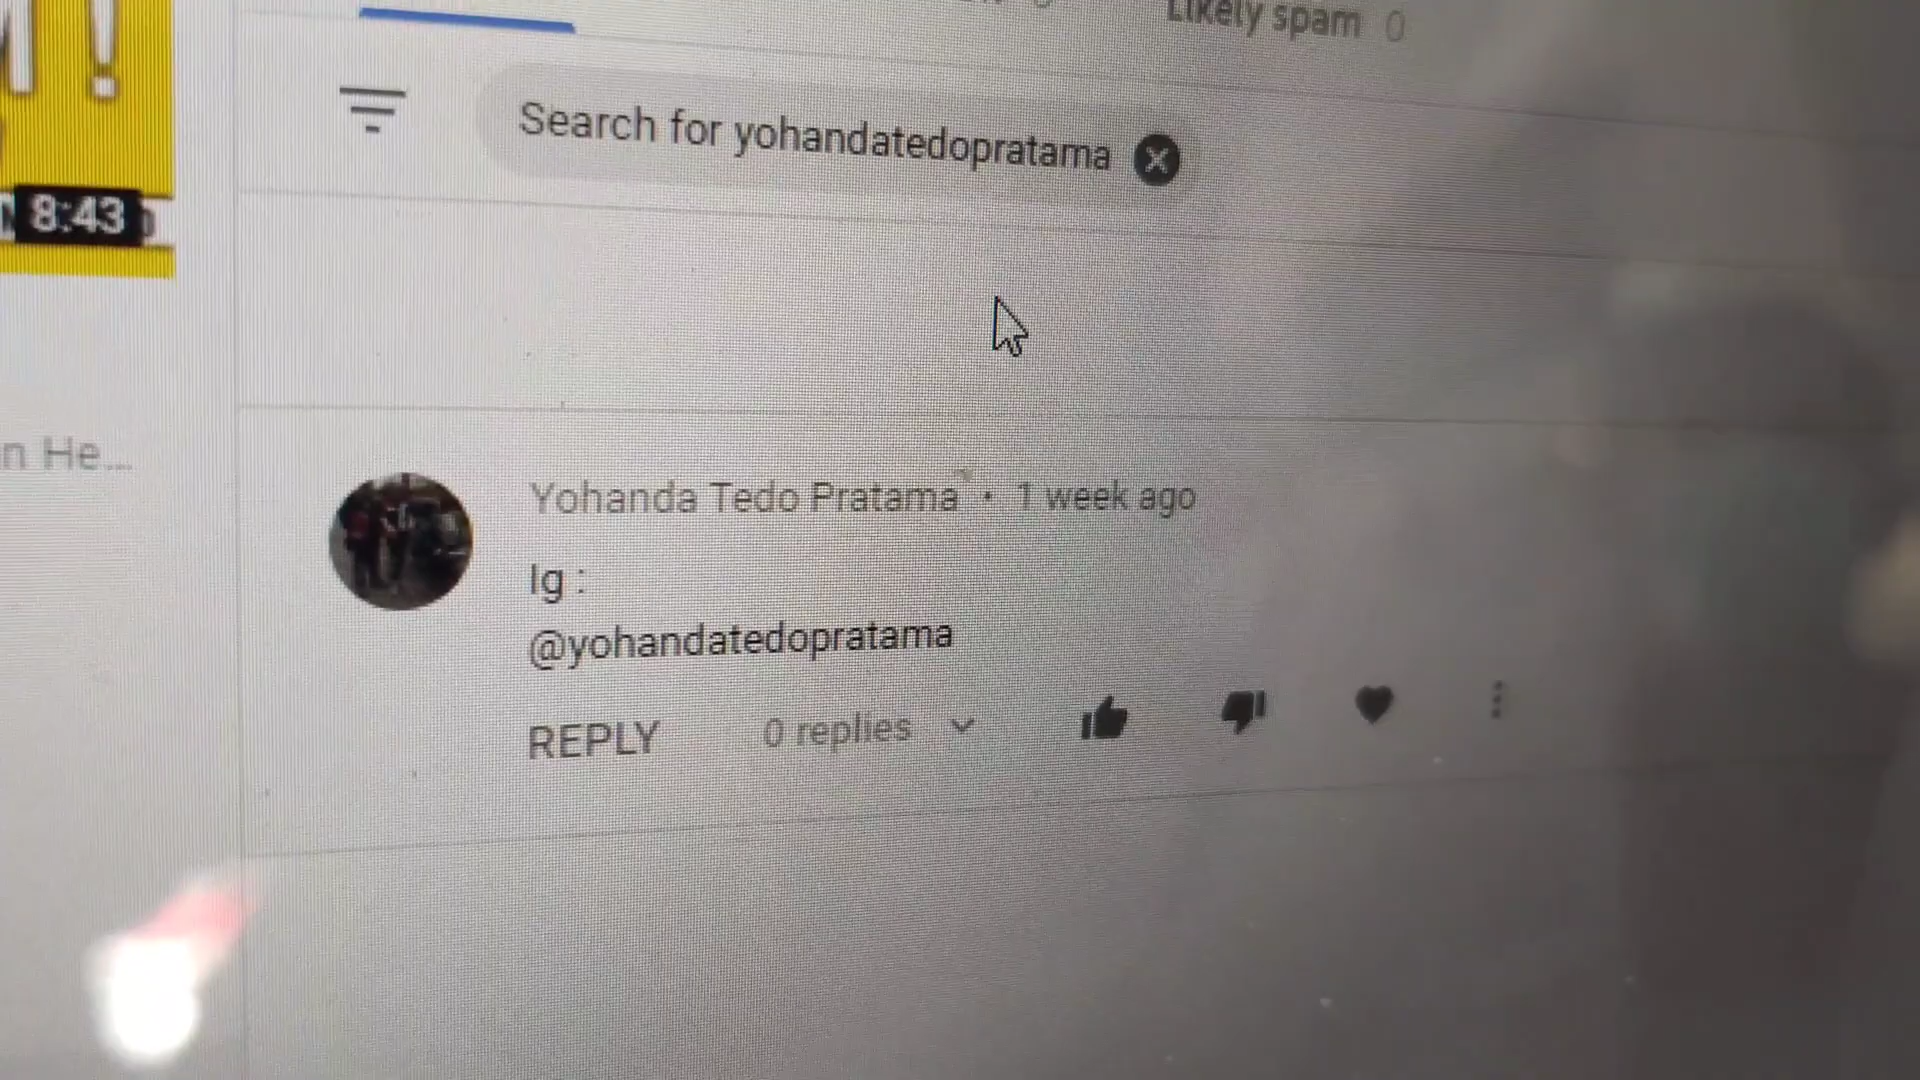 Likely spam 0
Search for yohandatedopratama
8:43
n He...
Yohanda Tedo Pratama • 1 week ago
Ig :
@yohandatedopratama
REPLY 0 replies